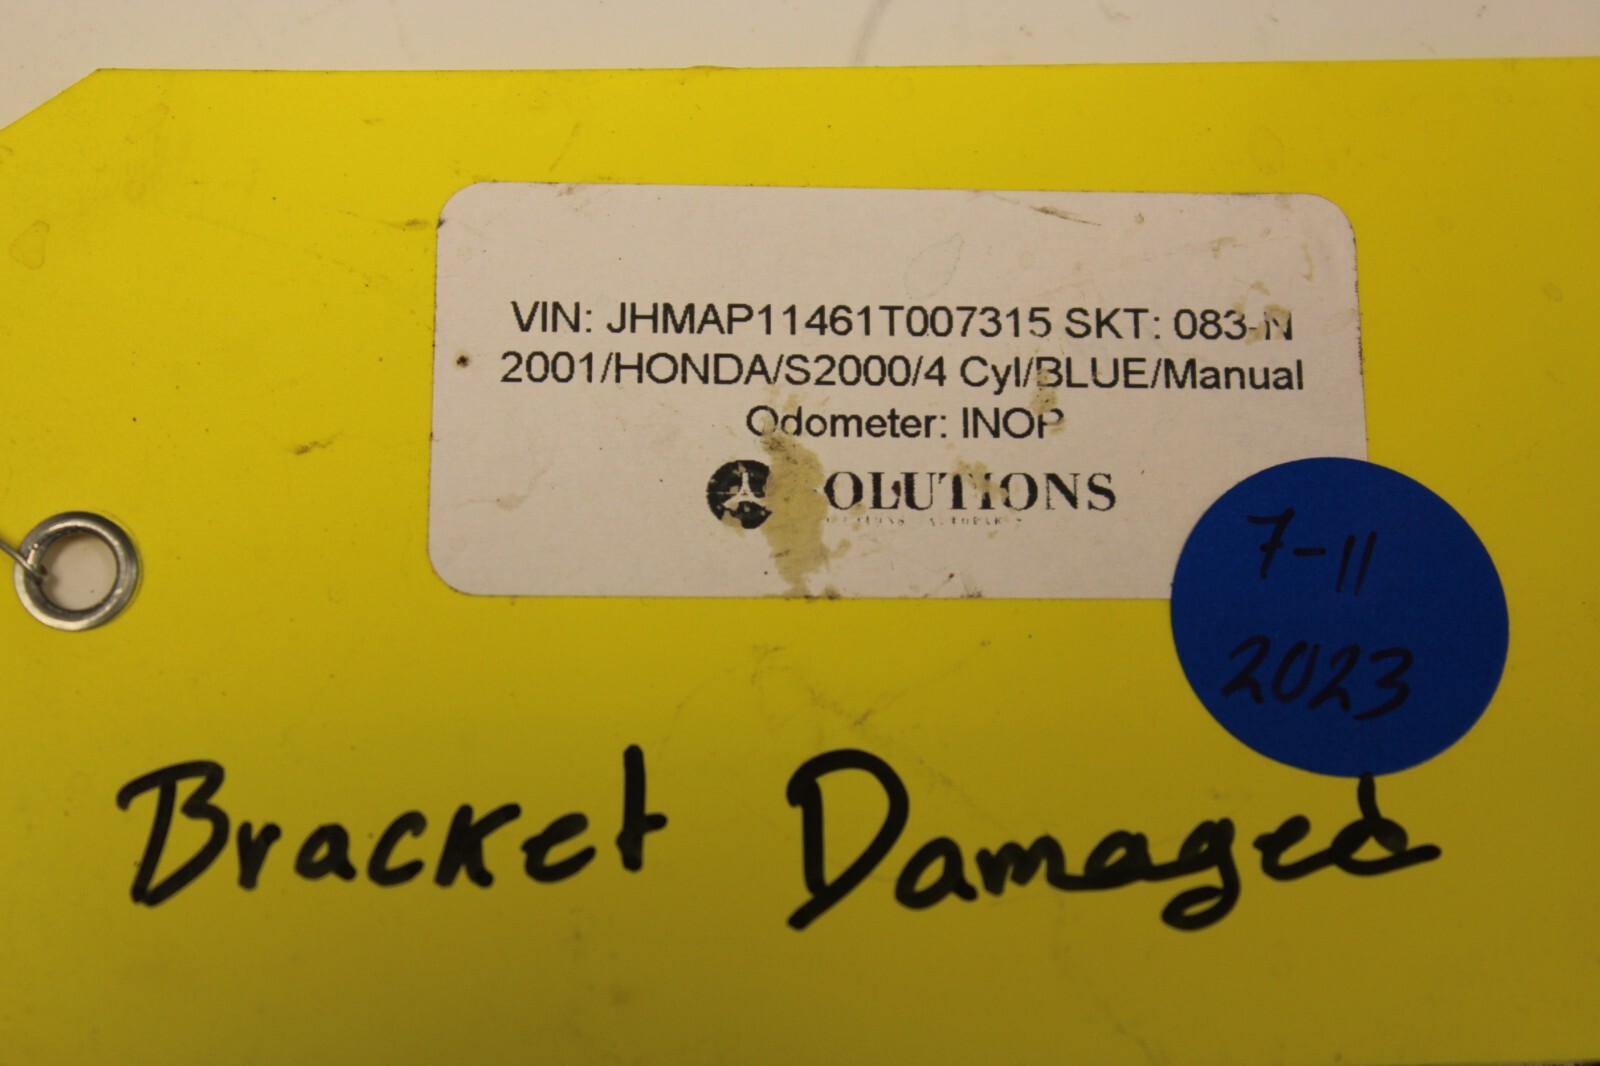 VIN: JHMAP11461T007315 SKT: 083-N
2001/HONDA/S2000/4 Cyl/BLUE/Manual
Odometer: INOP
OLUTIONS
7-11
2023
Bracket Damaged